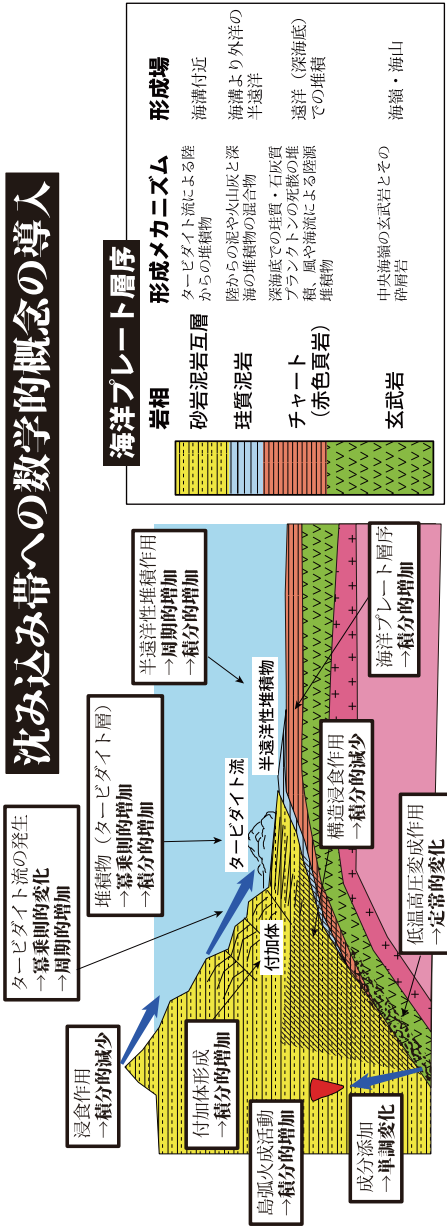 沈み込み帯への数学的概念の導入
タービダイト流の発生
→冪乗則的変化
→周期的増加
堆積物（タービダイト層）
→冪乗則的増加
→積分的増加
半遠洋性堆積作用
→周期的増加
→積分的増加
浸食作用
→積分的減少
タービダイト流
半遠洋性堆積物
付加体
付加体形成
→積分的増加
島弧火成活動
→積分的増加
成分添加
→単調変化
低温高圧変成作用
→定常的変化
構造浸食作用
→積分的減少
海洋プレート層序
→積分的増加
海洋プレート層序
岩相 形成メカニズム 形成場
砂岩泥岩互層 タービダイト流による陸からの堆積物 海溝付近
珪質泥岩 陸からの泥や火山灰と深海の堆積物の混合物 海溝より外洋の半遠洋
チャート（赤色頁岩） 深海底での珪質・石灰質プランクトンの死骸の堆積、風や海流による陸源堆積物 遠洋（深海底）での堆積
玄武岩 中央海嶺の玄武岩とその砕屑岩 海嶺・海山